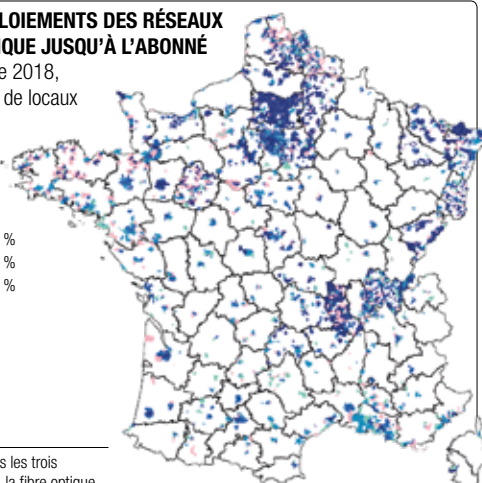 LOIEMENTS DES RÉSEAUX
IQUE JUSQU'À L'ABONNÉ
e 2018,
de locaux
%
%
%
s les trois
la fibre optique